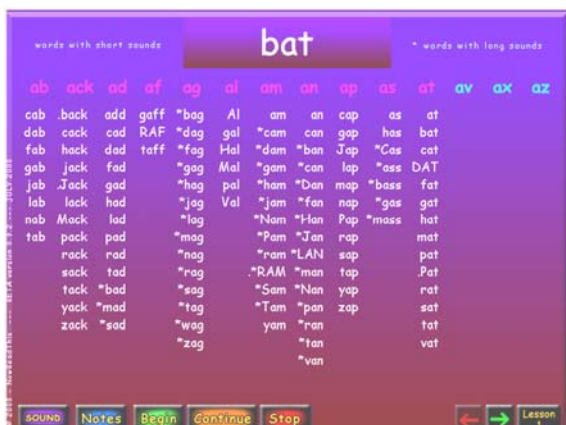 words with short sounds bat * words with long sounds
ab ack ad af ag al am an ap as at av ax az
cab .back add gaff *bag Al am an cap as at
dab cack cad RAF *dag gal *cam can gap has bat
fab hack dad taff *fag Hal *dam *ban Jap *Cas cat
gab jack fad *gag Mal *gam *can lap *ass DAT
jab .Jack gad *hag pal *ham *Dan map *bass fat
lab lack had *jag Val *jam *fan nap *gas gat
nab Mack lad *lag *Nam *Han Pap *mass hat
tab pack pad *mag *Pam *Jan rap mat
rack rad *nag *ram *LAN sap pat
sack tad *rag .*RAM *man tap .Pat
tack *bad *sag *Sam *Nan yap rat
yack *mad *tag *Tam *pan zap sat
zack *sad *wag yam *ran tat
*zag *tan vat
*van
SOUND Notes Begin Continue Stop Lesson
1